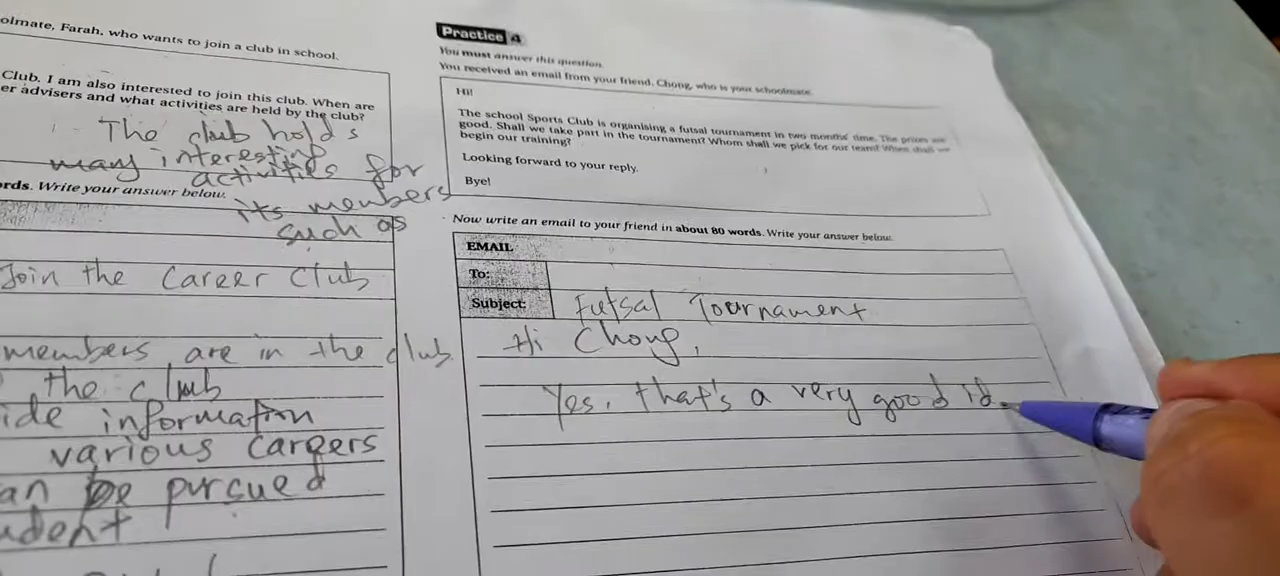 olmate, Farah, who wants to join a club in school.
Club. I am also interested to join this club. When are
er advisers and what activities are held by the club?
The club holds
many interesting
activities for
its members
such as
rds. Write your answer below.
Join the Career Club
members are in the club
the club
ide information
various careers
an be pursued
udent
Practice 4
You must answer this question.
You received an email from your friend, Chong, who is your schoolmate.
Hi!
The school Sports Club is organising a futsal tournament in two months' time. The prizes are
good. Shall we take part in the tournament? Whom shall we pick for our team? When shall we
begin our training?
Looking forward to your reply.
Bye!
Now write an email to your friend in about 80 words. Write your answer below.
EMAIL
To:
Subject: Futsal Tournament
Hi Chong,
Yes, that's a very good id